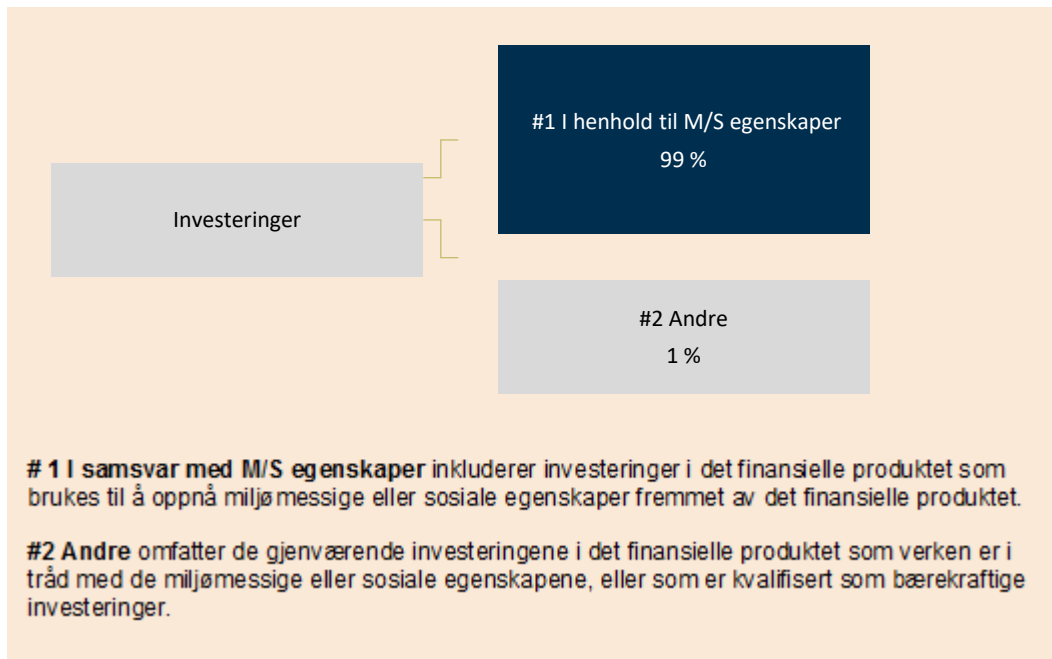 #1 I henhold til M/S egenskaper
99 %
Investeringer
#2 Andre
1 %
# 1 I samsvar med M/S egenskaper inkluderer investeringer i det finansielle produktet som
brukes til å oppnå miljømessige eller sosiale egenskaper fremmet av det finansielle produktet.
#2 Andre omfatter de gjenværende investeringene i det finansielle produktet som verken er i
tråd med de miljømessige eller sosiale egenskapene, eller som er kvalifisert som bærekraftige
investeringer.